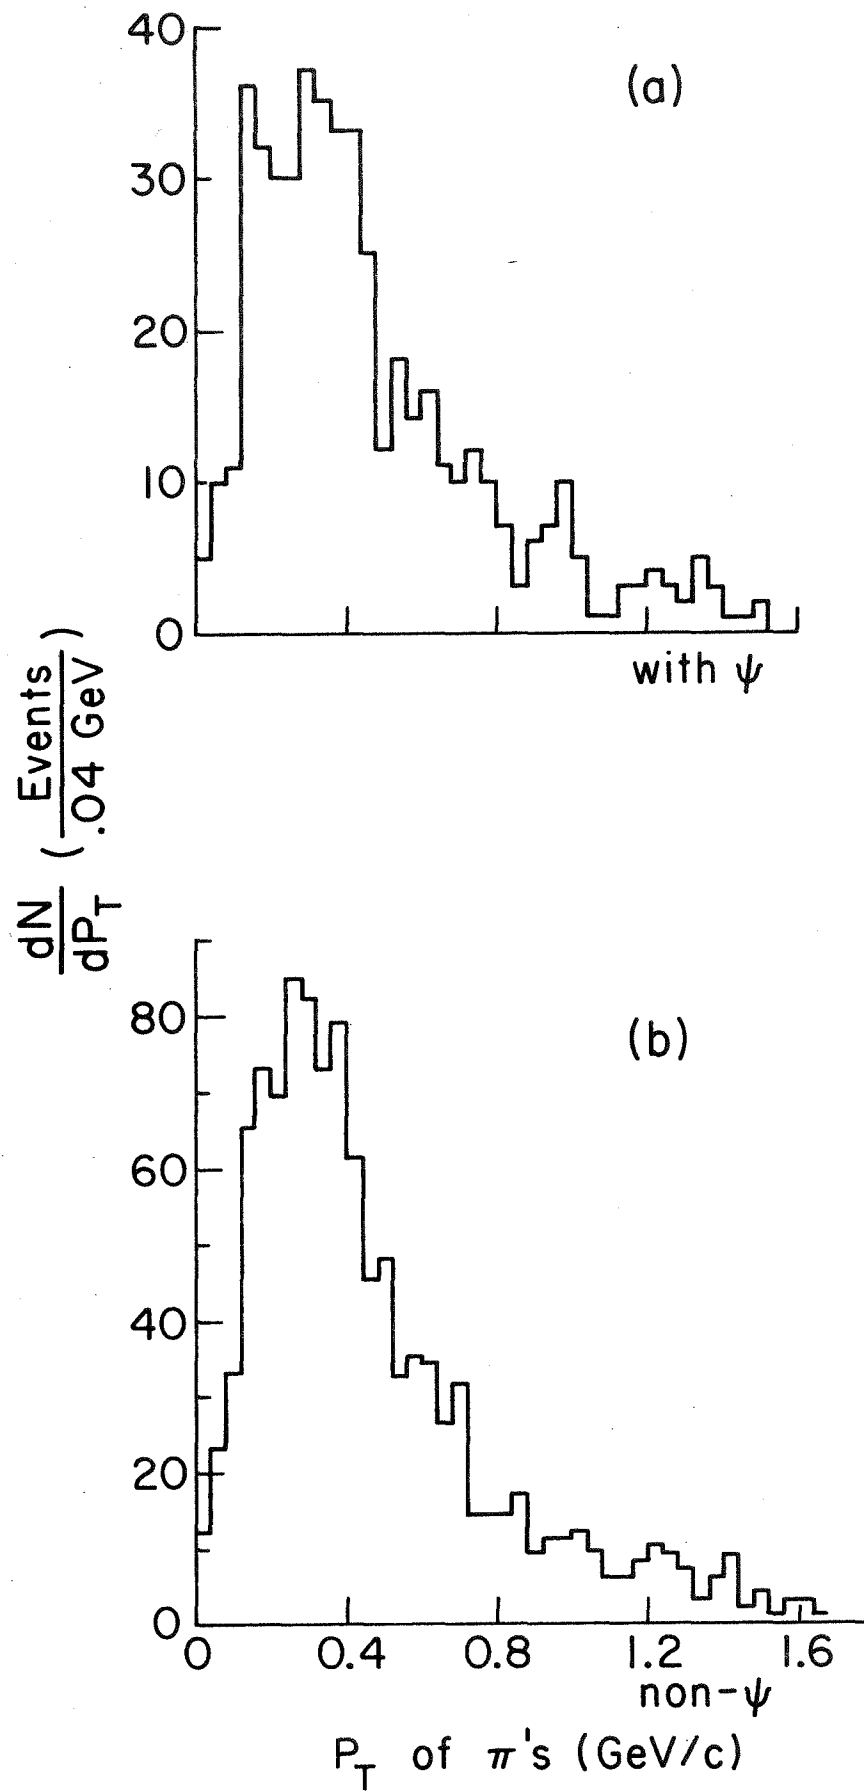 40
(a)
30
20
10
0
with ψ
dN/dP_T (Events/.04 GeV)
(b)
80
60
40
20
0
0 0.4 0.8 1.2 1.6
non-ψ
P_T of π's (GeV/c)